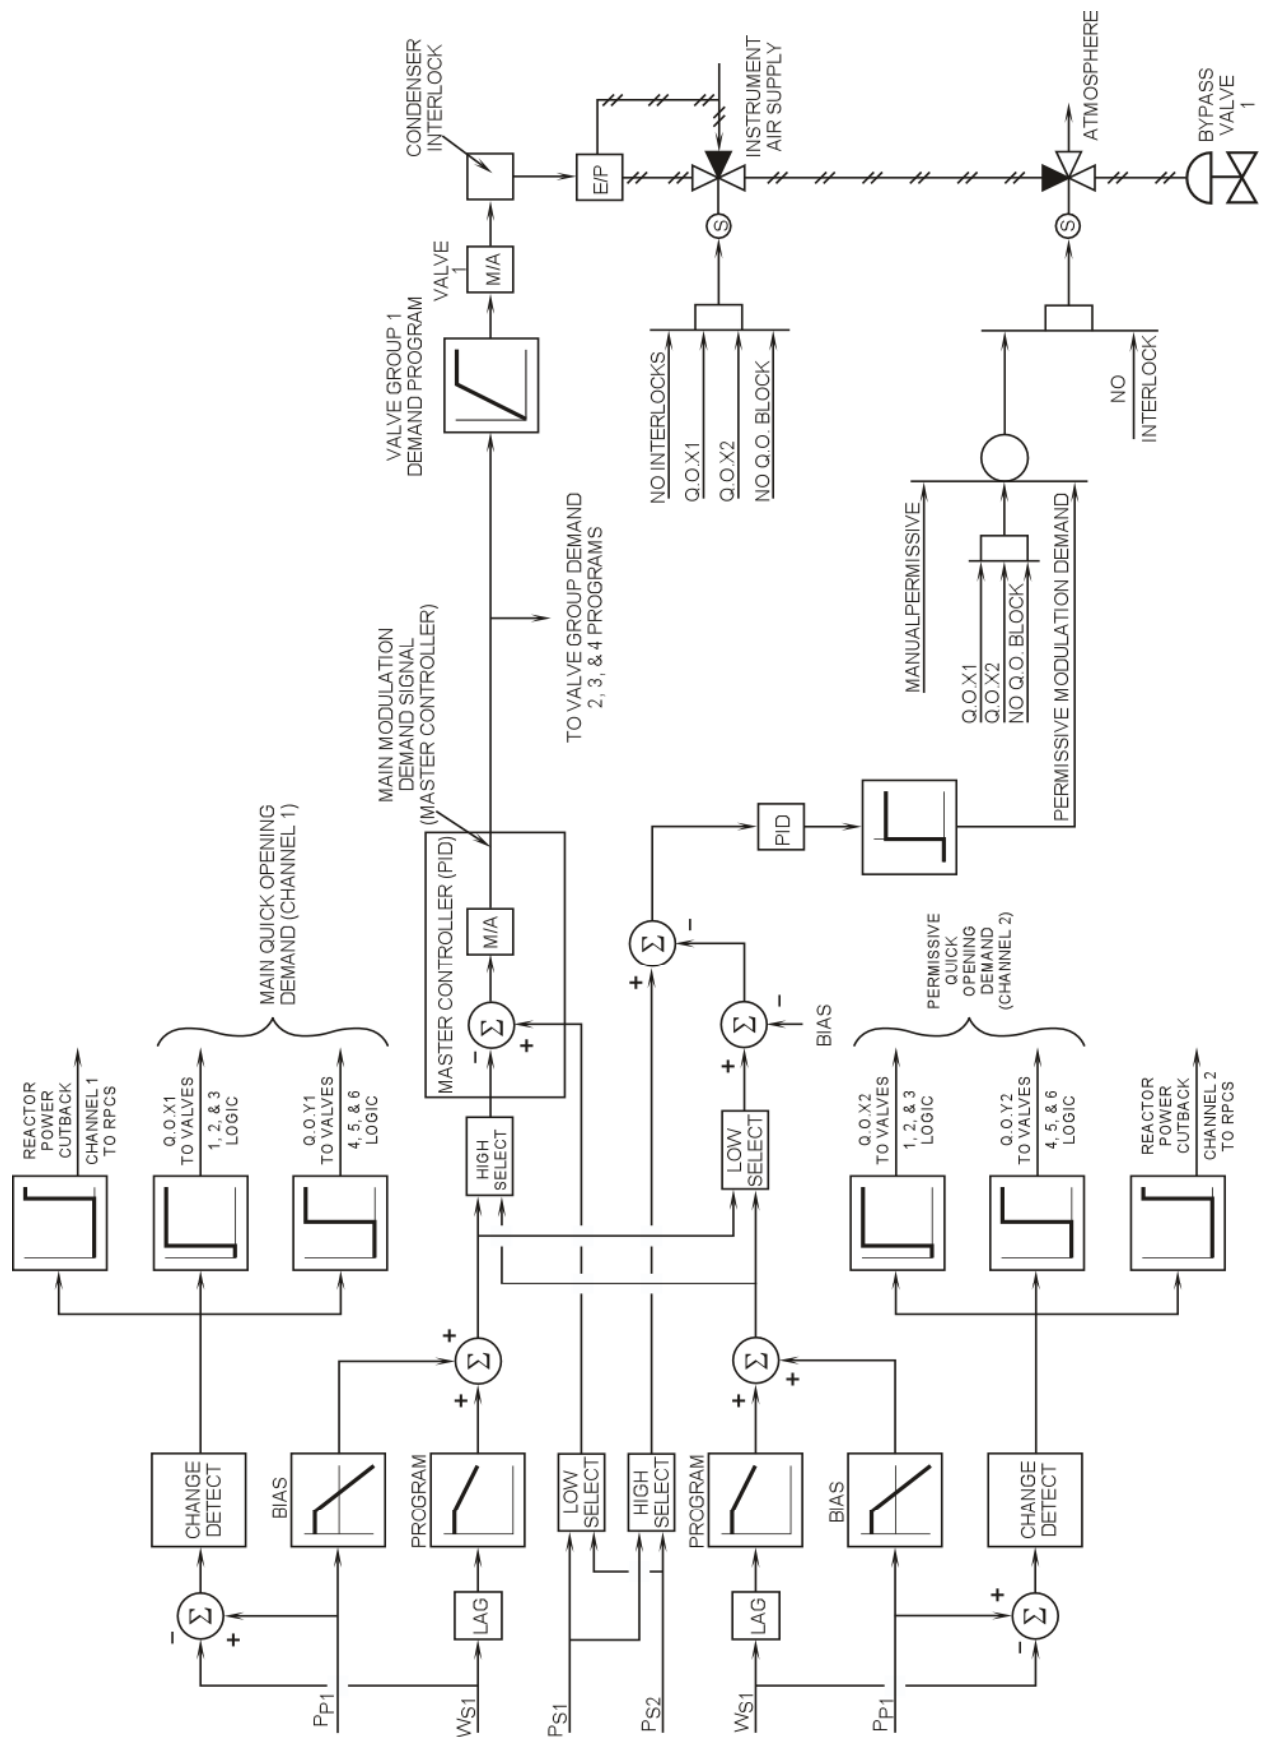 REACTOR
POWER
CUTBACK
CHANNEL 1
TO RPCS
Q.O.X1
TO VALVES
1, 2, & 3
LOGIC
Q.O.Y1
TO VALVES
4, 5, & 6
LOGIC
MAIN QUICK OPENING
DEMAND (CHANNEL 1)
CHANGE
DETECT
BIAS
PROGRAM
Σ
-
+
PP1
WS1
LAG
Σ
+
+
HIGH
SELECT
LOW
SELECT
HIGH
SELECT
PS1
PS2
MASTER CONTROLLER (PID)
Σ
-
+
M/A
MAIN MODULATION
DEMAND SIGNAL
(MASTER CONTROLLER)
TO VALVE GROUP DEMAND
2, 3, & 4 PROGRAMS
VALVE GROUP 1
DEMAND PROGRAM
VALVE
1
M/A
CONDENSER
INTERLOCK
E/P
INSTRUMENT
AIR SUPPLY
S
NO INTERLOCKS
Q.O.X1
Q.O.X2
NO Q.O. BLOCK
ATMOSPHERE
S
BYPASS
VALVE
1
NO
INTERLOCK
MANUALPERMISSIVE
Q.O.X1
Q.O.X2
NO Q.O. BLOCK
PERMISSIVE MODULATION DEMAND
PID
Σ
+
-
Σ
+
-
BIAS
LOW
SELECT
Σ
+
+
PROGRAM
LAG
WS1
BIAS
PP1
CHANGE
DETECT
Σ
+
-
PERMISSIVE
QUICK
OPENING
DEMAND
(CHANNEL 2)
Q.O.X2
TO VALVES
1, 2, & 3
LOGIC
Q.O.Y2
TO VALVES
4, 5, & 6
LOGIC
REACTOR
POWER
CUTBACK
CHANNEL 2
TO RPCS